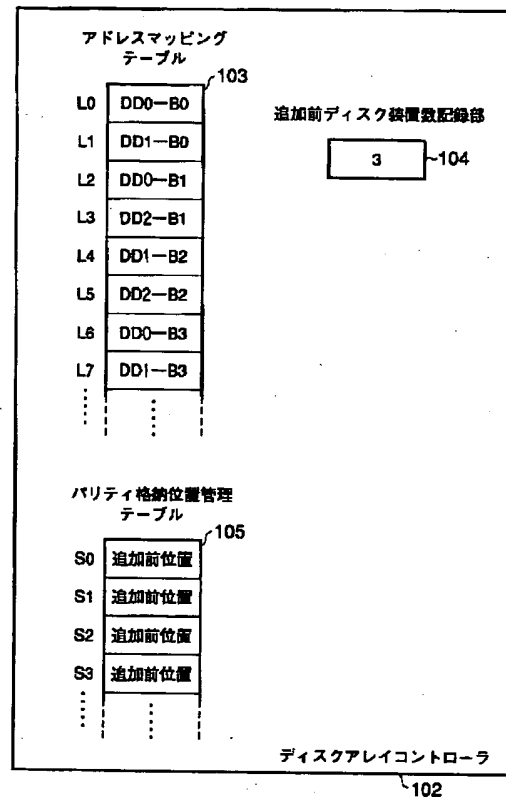 アドレスマッピング
テーブル
103
L0 DD0―B0
L1 DD1―B0
L2 DD0―B1
L3 DD2―B1
L4 DD1―B2
L5 DD2―B2
L6 DD0―B3
L7 DD1―B3
追加前ディスク装置数記録部
3
104
パリティ格納位置管理
テーブル
105
S0 追加前位置
S1 追加前位置
S2 追加前位置
S3 追加前位置
ディスクアレイコントローラ
102